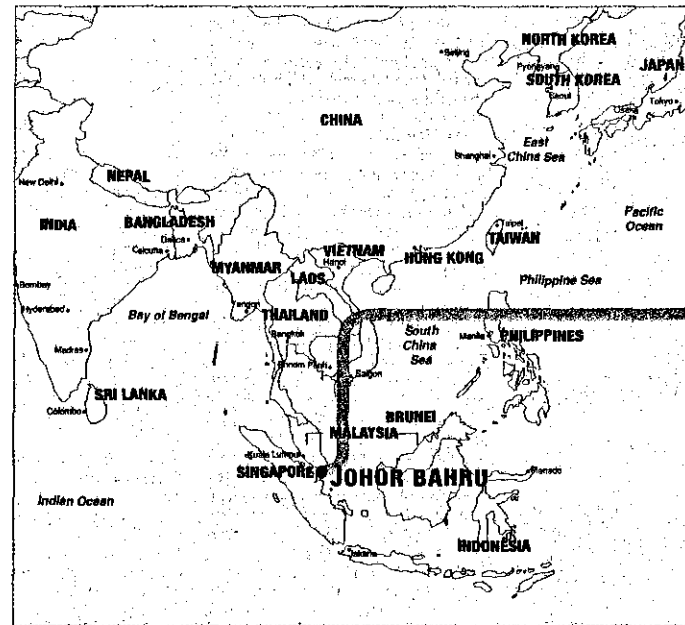 NORTH KOREA
Beijing
Pyongyang
JAPAN
SOUTH KOREA
Seoul
Osaka
Tokyo
CHINA
East
China Sea
Shanghai
NEPAL
New Delhi
Pacific
Ocean
INDIA
BANGLADESH
Dacca
Calcutta
Taipei
TAIWAN
VIETNAM
Hanoi
HONG KONG
MYANMAR
LAOS
Philippine Sea
Bombay
Hyderabad
Yangon
Bay of Bengal
THAILAND
Bangkok
South
China
Sea
Manila
PHILIPPINES
Madras
Phnom Penh
Saigon
SRI LANKA
Colombo
BRUNEI
MALAYSIA
Kuala Lumpur
SINGAPORE
JOHOR BAHRU
Manado
Indian Ocean
INDONESIA
Jakarta